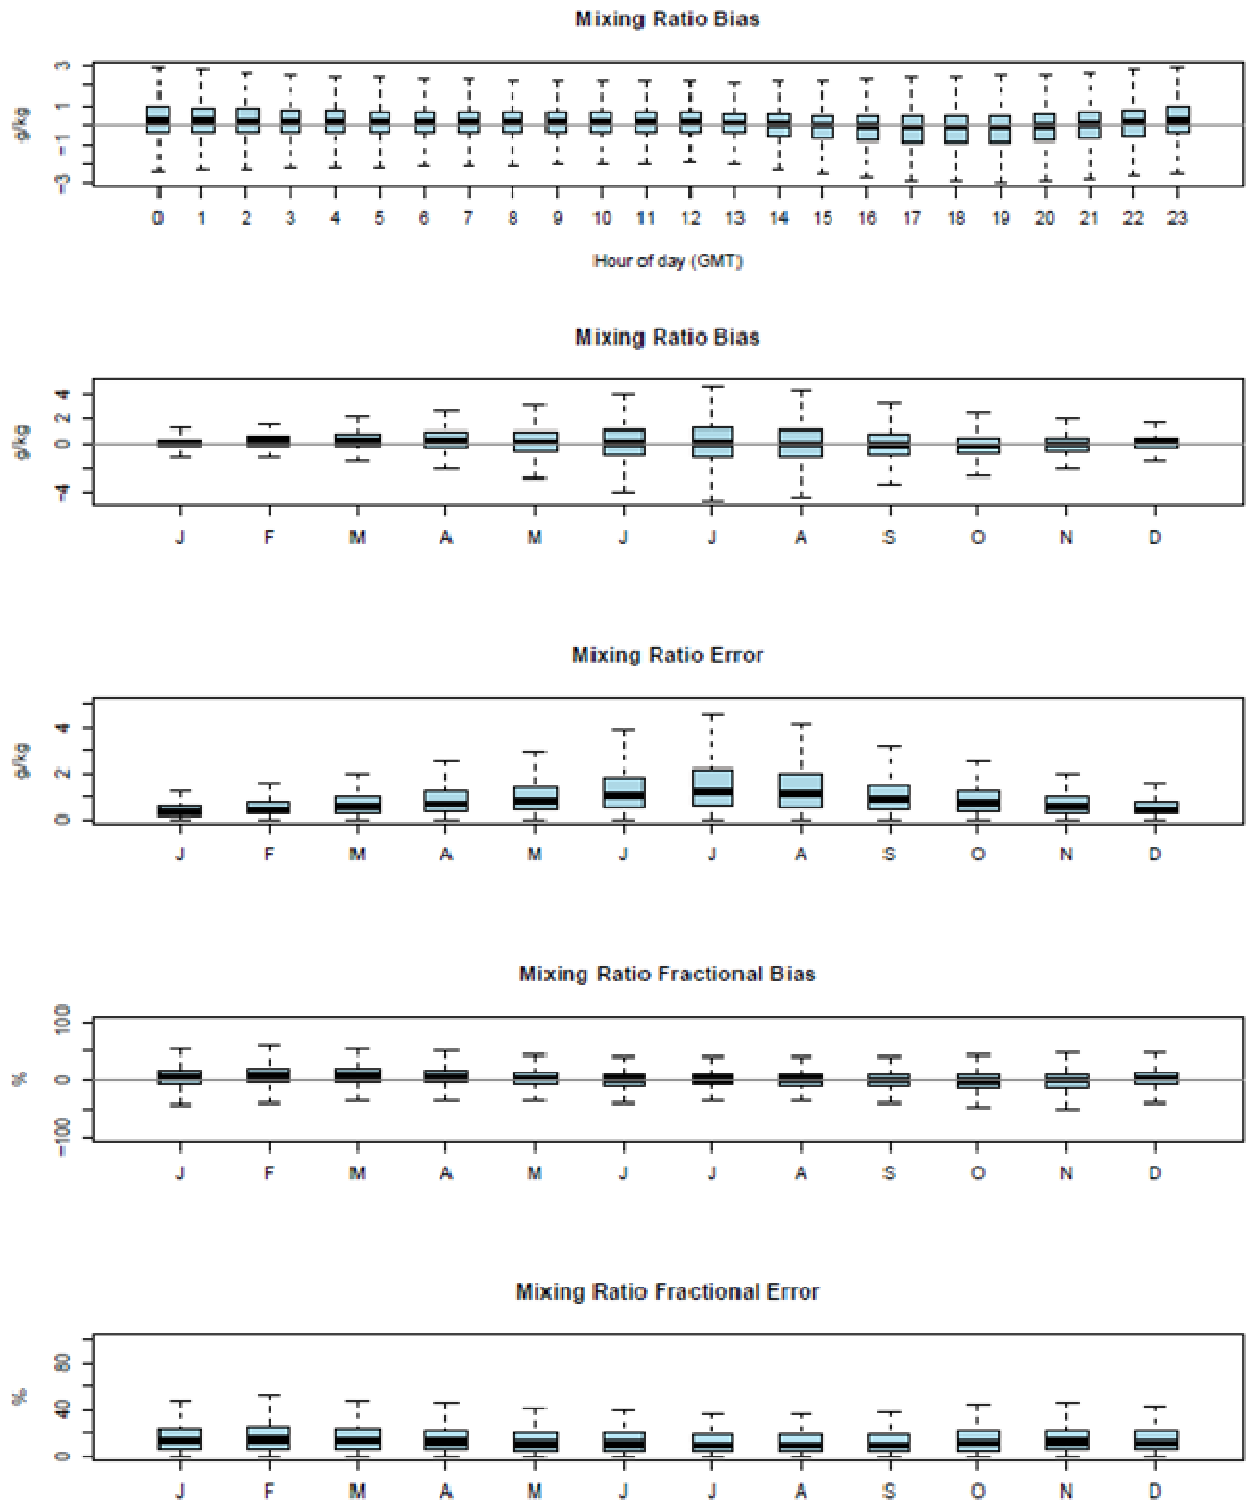 Mixing Ratio Bias
3
1
−1
−3
g/kg
0 1 2 3 4 5 6 7 8 9 10 11 12 13 14 15 16 17 18 19 20 21 22 23
Hour of day (GMT)
Mixing Ratio Bias
4
2
0
−4
g/kg
J F M A M J J A S O N D
Mixing Ratio Error
4
2
0
g/kg
J F M A M J J A S O N D
Mixing Ratio Fractional Bias
100
0
−100
%
J F M A M J J A S O N D
Mixing Ratio Fractional Error
80
40
0
%
J F M A M J J A S O N D